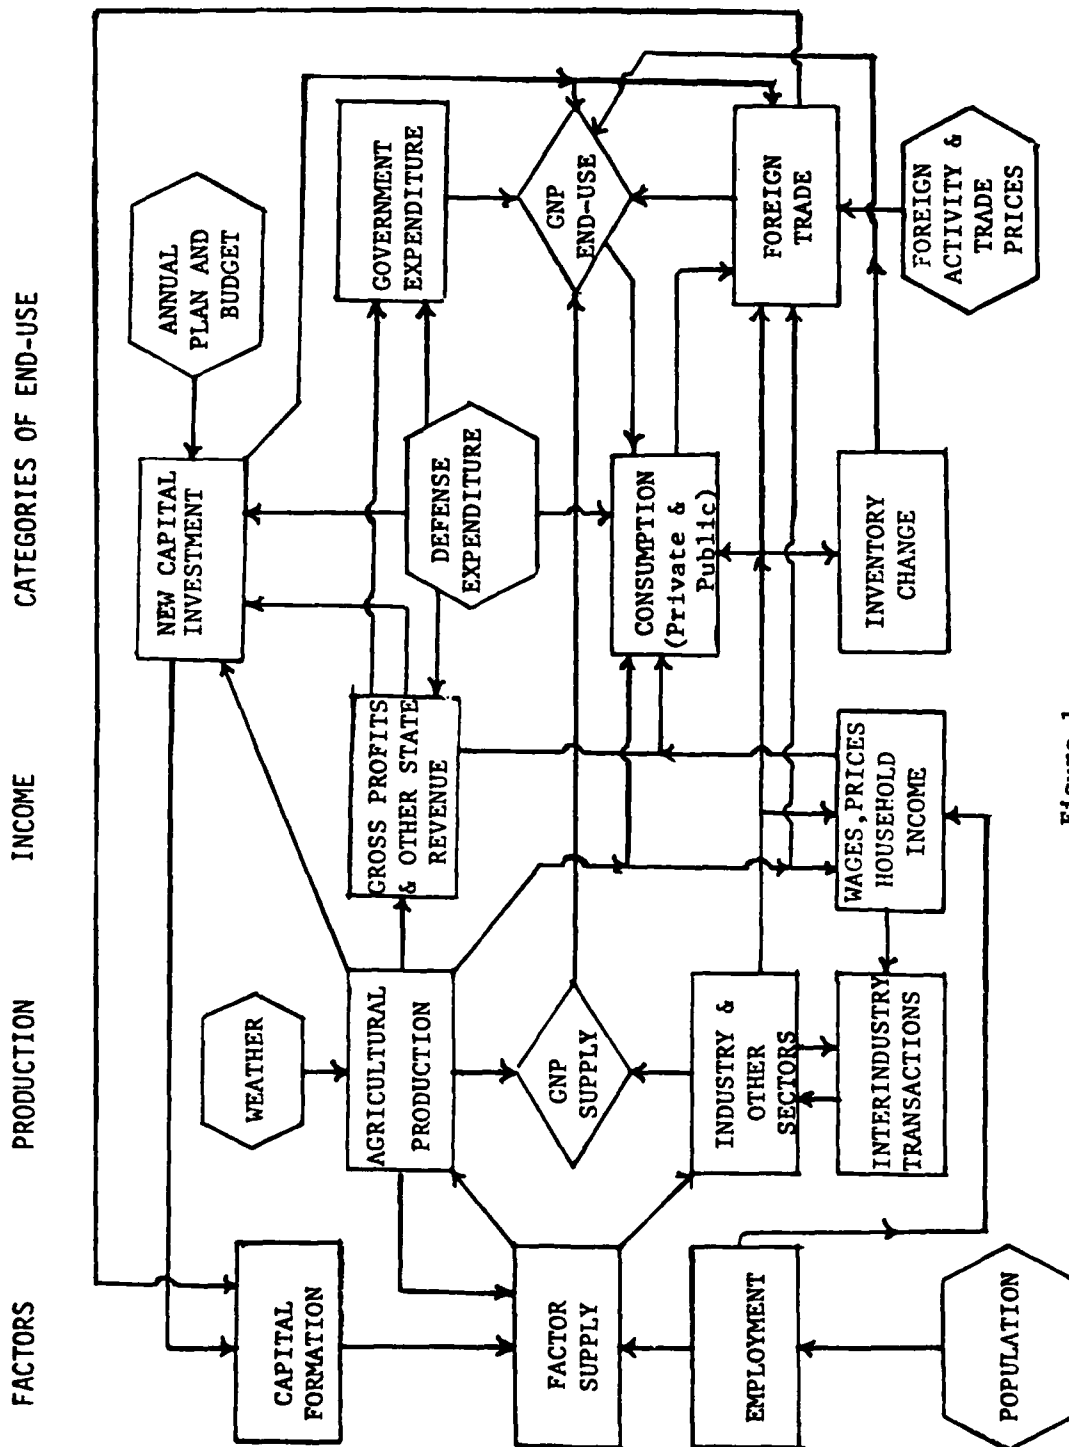 FACTORS
PRODUCTION
INCOME
CATEGORIES OF END-USE
CAPITAL
FORMATION
WEATHER
NEW CAPITAL
INVESTMENT
ANNUAL
PLAN AND
BUDGET
AGRICULTURAL
PRODUCTION
GROSS PROFITS
& OTHER STATE
REVENUE
DEFENSE
EXPENDITURE
GOVERNMENT
EXPENDITURE
FACTOR
SUPPLY
GNP
SUPPLY
GNP
END-USE
CONSUMPTION
(Private &
Public)
EMPLOYMENT
INDUSTRY &
OTHER
SECTORS
FOREIGN
TRADE
INTERINDUSTRY
TRANSACTIONS
WAGES,PRICES
HOUSEHOLD
INCOME
INVENTORY
CHANGE
FOREIGN
ACTIVITY &
TRADE
PRICES
POPULATION
Figure 1